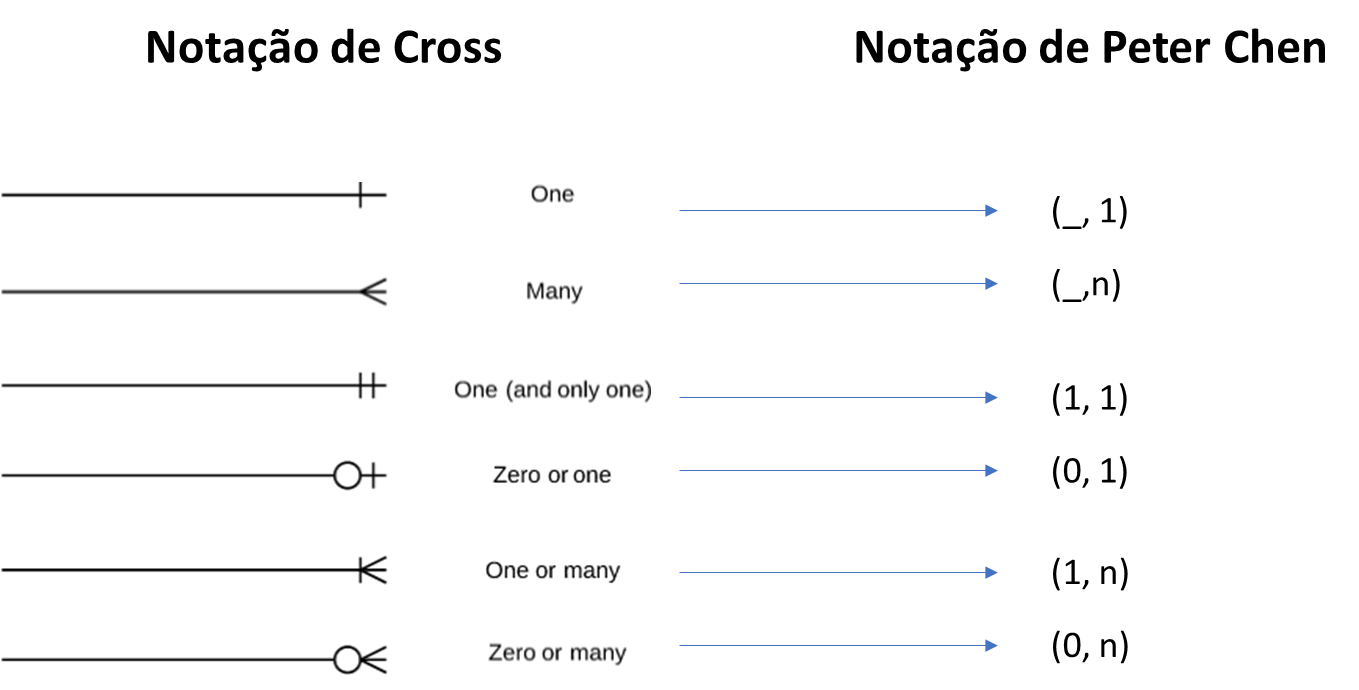 Notação de Cross
Notação de Peter Chen
One
(_, 1)
Many
(_,n)
One (and only one)
(1, 1)
Zero or one
(0, 1)
One or many
(1, n)
Zero or many
(0, n)